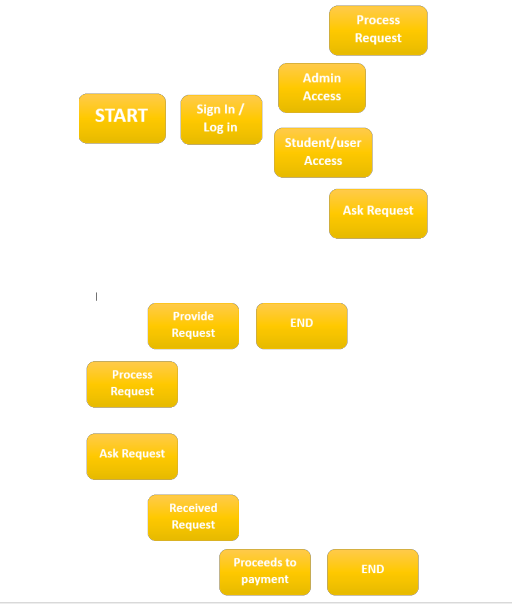 Process
Request
Admin
Access
START
Sign In /
Log in
Student/user
Access
Ask Request
Provide
Request
END
Process
Request
Ask Request
Received
Request
Proceeds to
payment
END